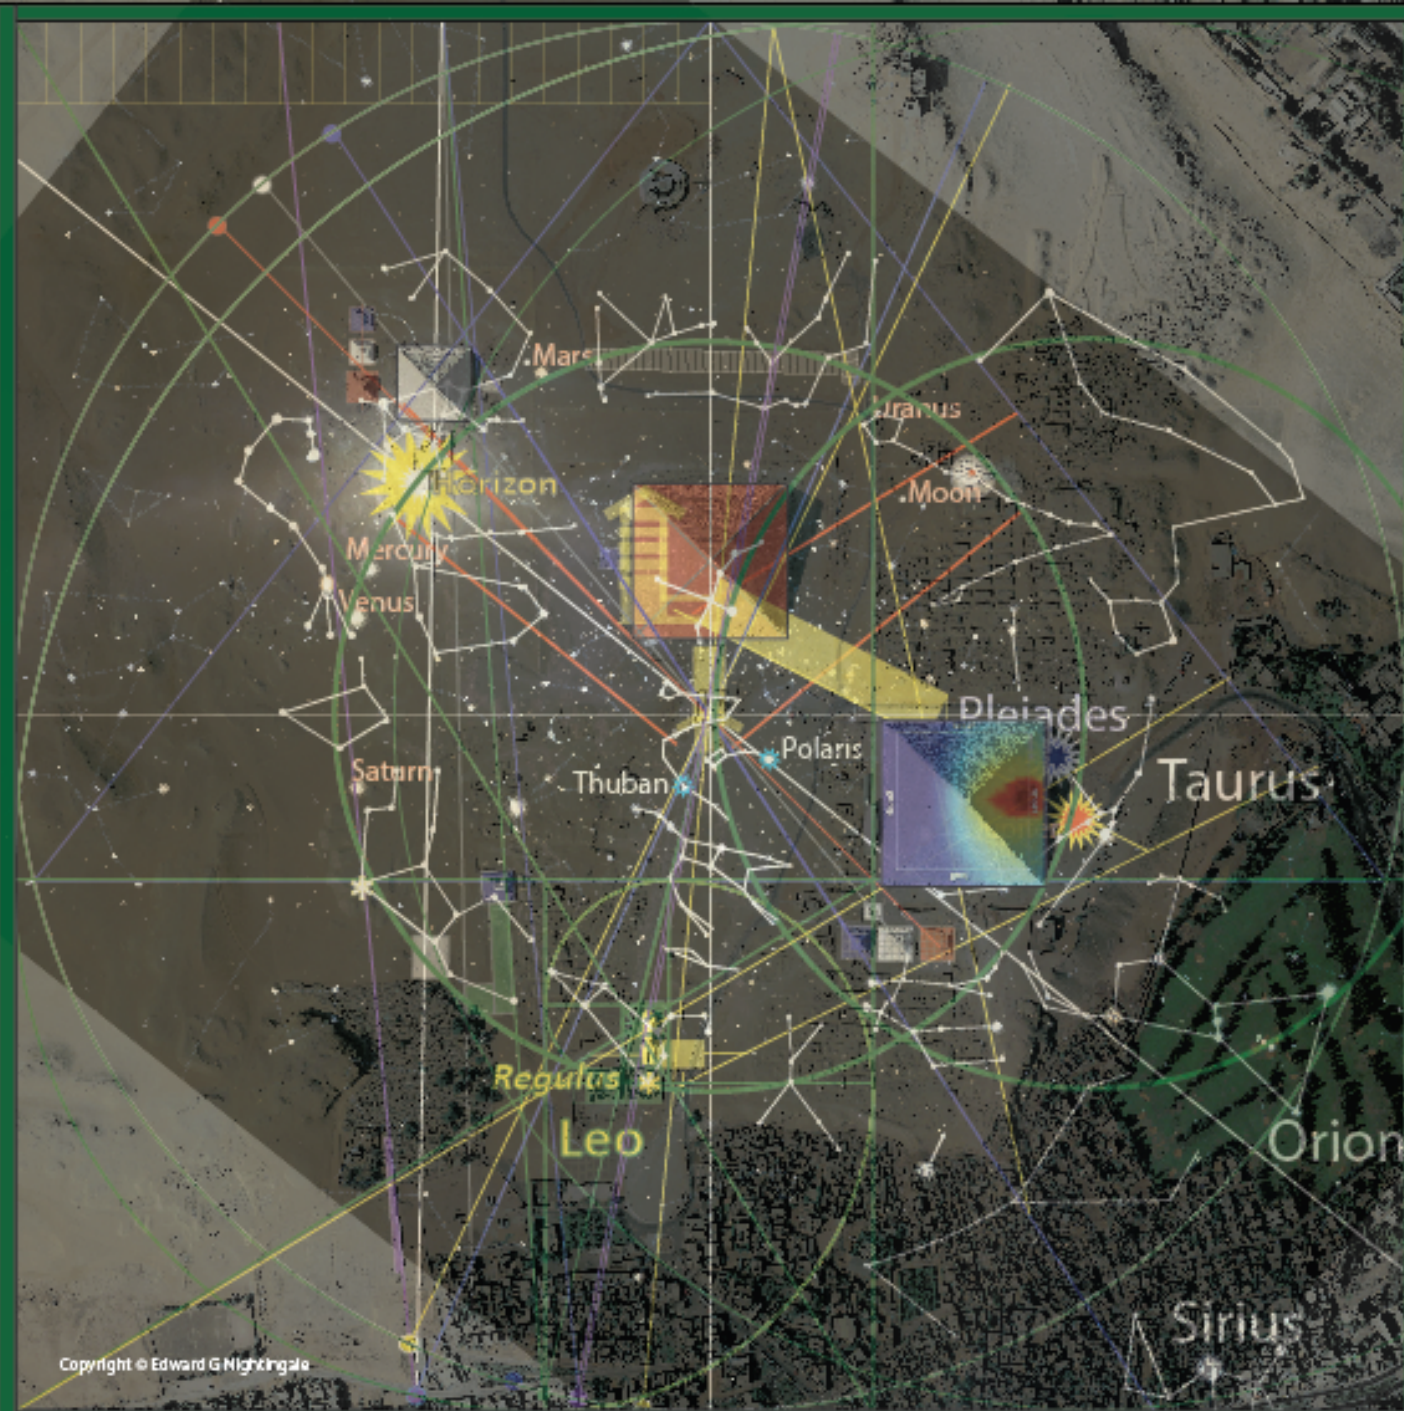 Mars
Uranus
Horizon
Moon
Mercury
Venus
Pleiades
Polaris
Saturn
Thuban
Taurus
Regulus
Leo
Orion
Sirius
Copyright © Edward G Nightingale